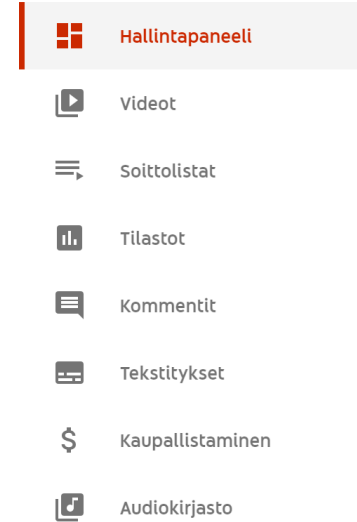 Hallintapaneeli
Videot
Soittolistat
Tilastot
Kommentit
Tekstitykset
Kaupallistaminen
Audiokirjasto